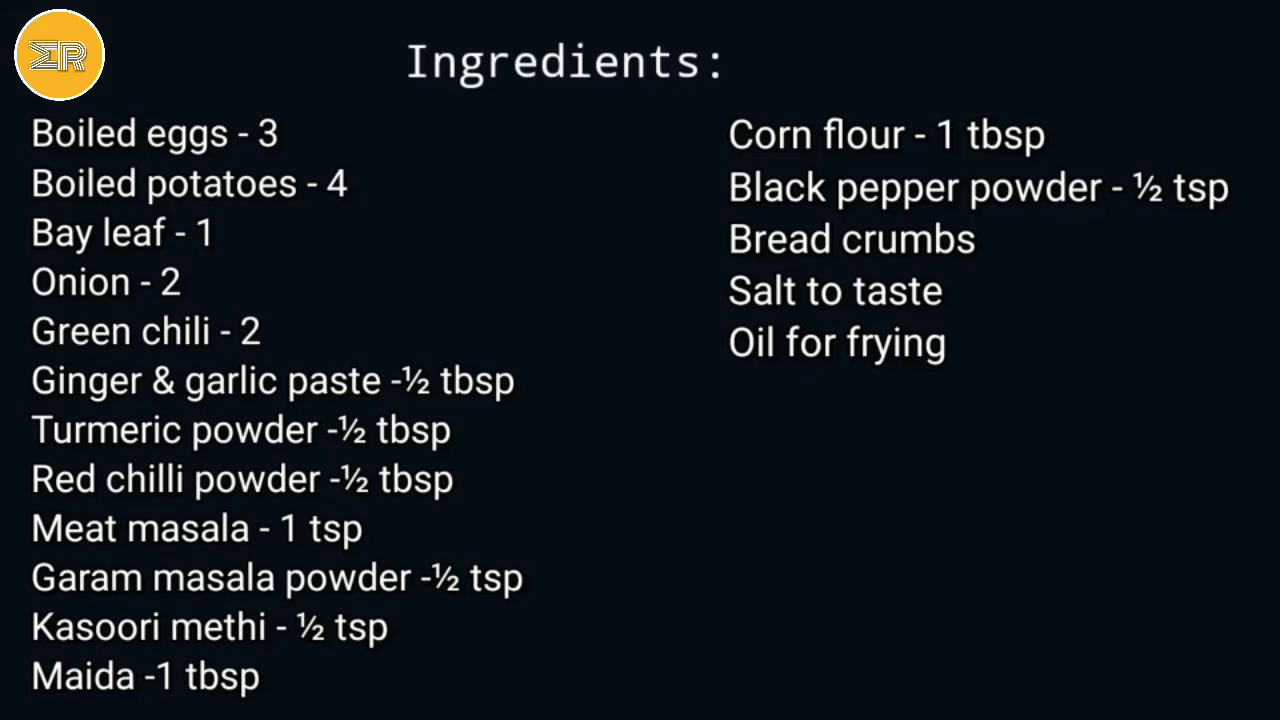 ΣR
Ingredients:
Boiled eggs - 3
Boiled potatoes - 4
Bay leaf - 1
Onion - 2
Green chili - 2
Ginger & garlic paste -½ tbsp
Turmeric powder -½ tbsp
Red chilli powder -½ tbsp
Meat masala - 1 tsp
Garam masala powder -½ tsp
Kasoori methi - ½ tsp
Maida -1 tbsp
Corn flour - 1 tbsp
Black pepper powder - ½ tsp
Bread crumbs
Salt to taste
Oil for frying